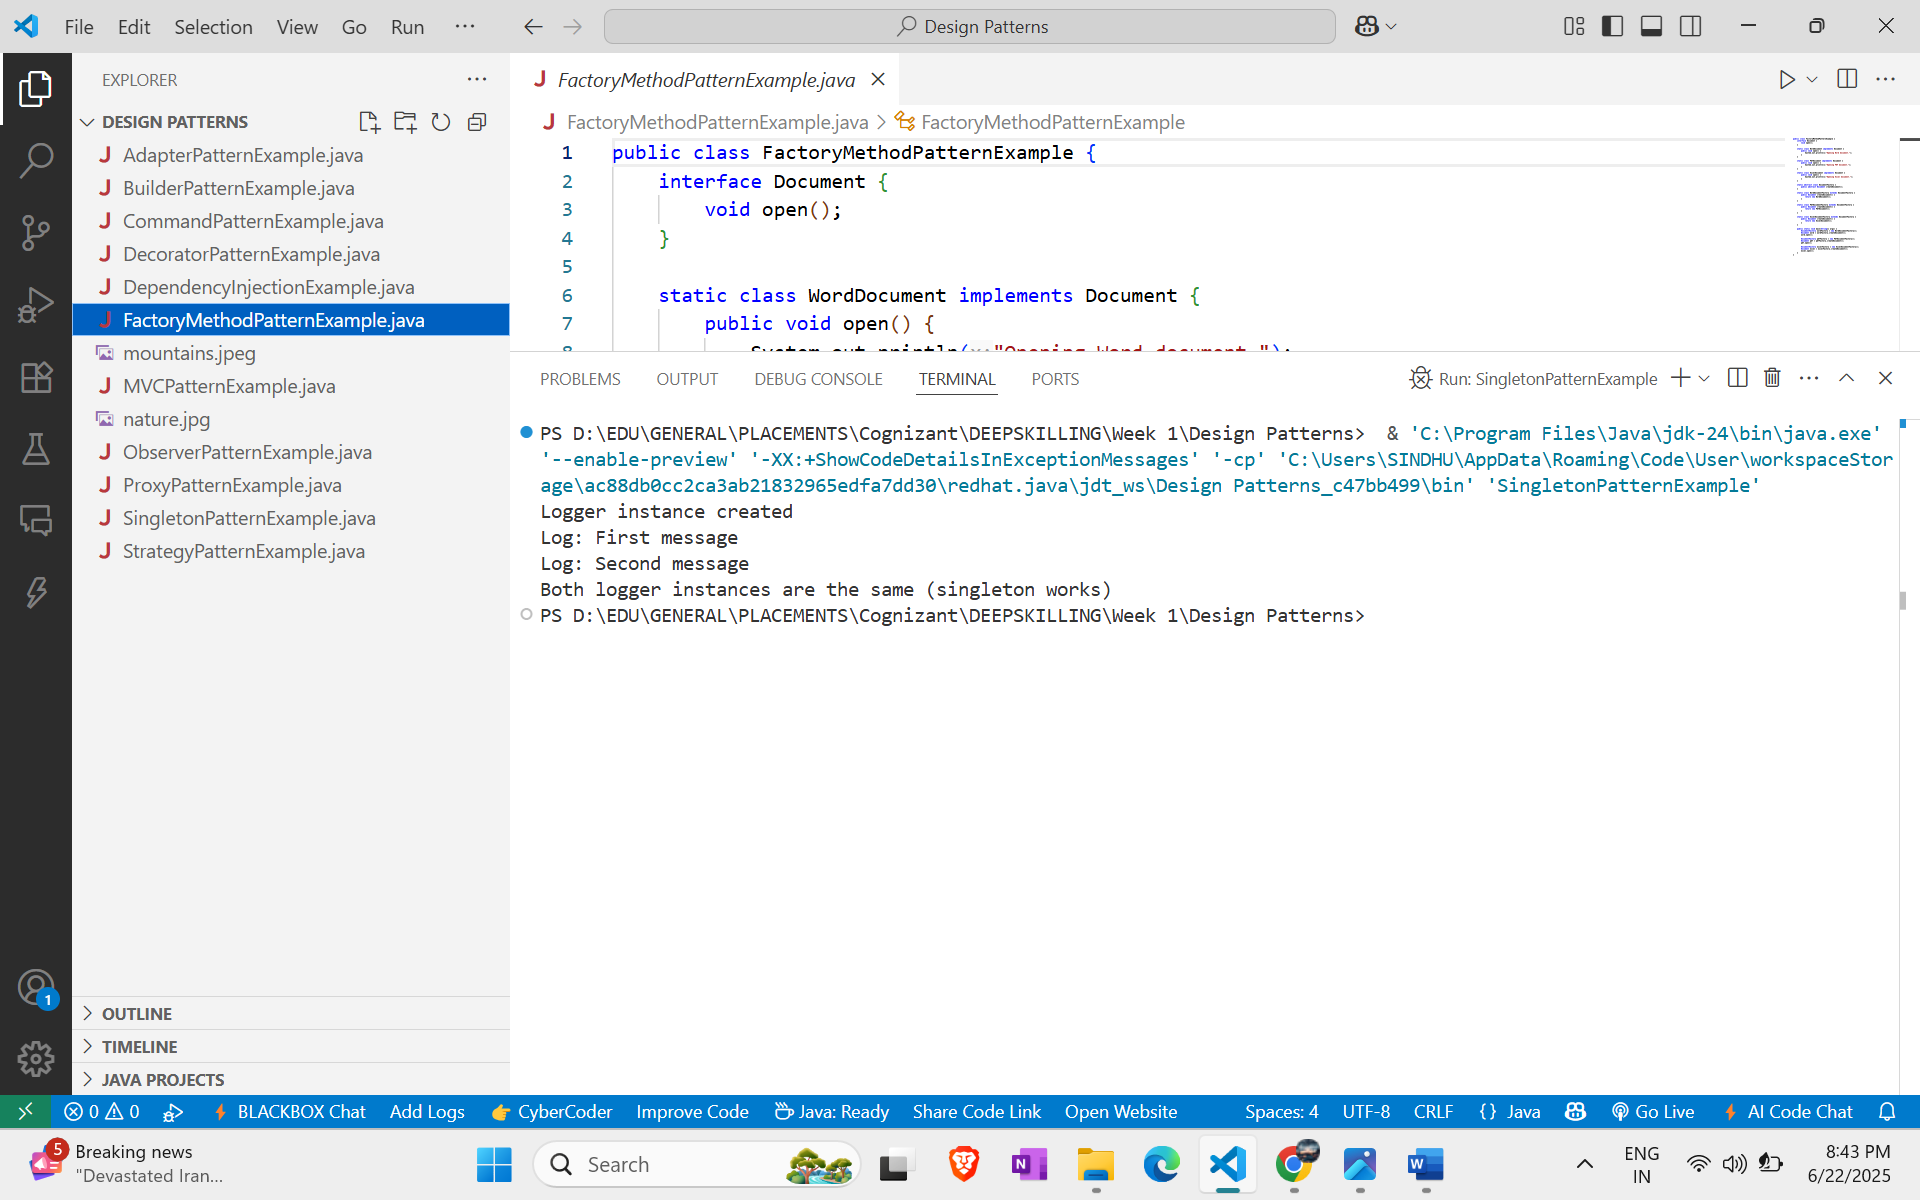 File Edit Selection View Go Run ··· Design Patterns
EXPLORER
DESIGN PATTERNS
AdapterPatternExample.java
BuilderPatternExample.java
CommandPatternExample.java
DecoratorPatternExample.java
DependencyInjectionExample.java
FactoryMethodPatternExample.java
mountains.jpeg
MVCPatternExample.java
nature.jpg
ObserverPatternExample.java
ProxyPatternExample.java
SingletonPatternExample.java
StrategyPatternExample.java
OUTLINE
TIMELINE
JAVA PROJECTS
J FactoryMethodPatternExample.java
J FactoryMethodPatternExample.java > FactoryMethodPatternExample
1 public class FactoryMethodPatternExample {
2 interface Document {
3 void open();
4 }
5
6 static class WordDocument implements Document {
7 public void open() {
8 System.out.println(x:"Opening Word document.");
PROBLEMS OUTPUT DEBUG CONSOLE TERMINAL PORTS Run: SingletonPatternExample
PS D:\EDU\GENERAL\PLACEMENTS\Cognizant\DEEPSKILLING\Week 1\Design Patterns>  & 'C:\Program Files\Java\jdk-24\bin\java.exe'
'--enable-preview' '-XX:+ShowCodeDetailsInExceptionMessages' '-cp' 'C:\Users\SINDHU\AppData\Roaming\Code\User\workspaceStor
age\ac88db0cc2ca3ab21832965edfa7dd30\redhat.java\jdt_ws\Design Patterns_c47bb499\bin' 'SingletonPatternExample'
Logger instance created
Log: First message
Log: Second message
Both logger instances are the same (singleton works)
PS D:\EDU\GENERAL\PLACEMENTS\Cognizant\DEEPSKILLING\Week 1\Design Patterns>
1
0 0 BLACKBOX Chat Add Logs CyberCoder Improve Code Java: Ready Share Code Link Open Website Spaces: 4 UTF-8 CRLF {} Java Go Live AI Code Chat
5 Breaking news
"Devastated Iran...
Search
ENG
IN
8:43 PM
6/22/2025